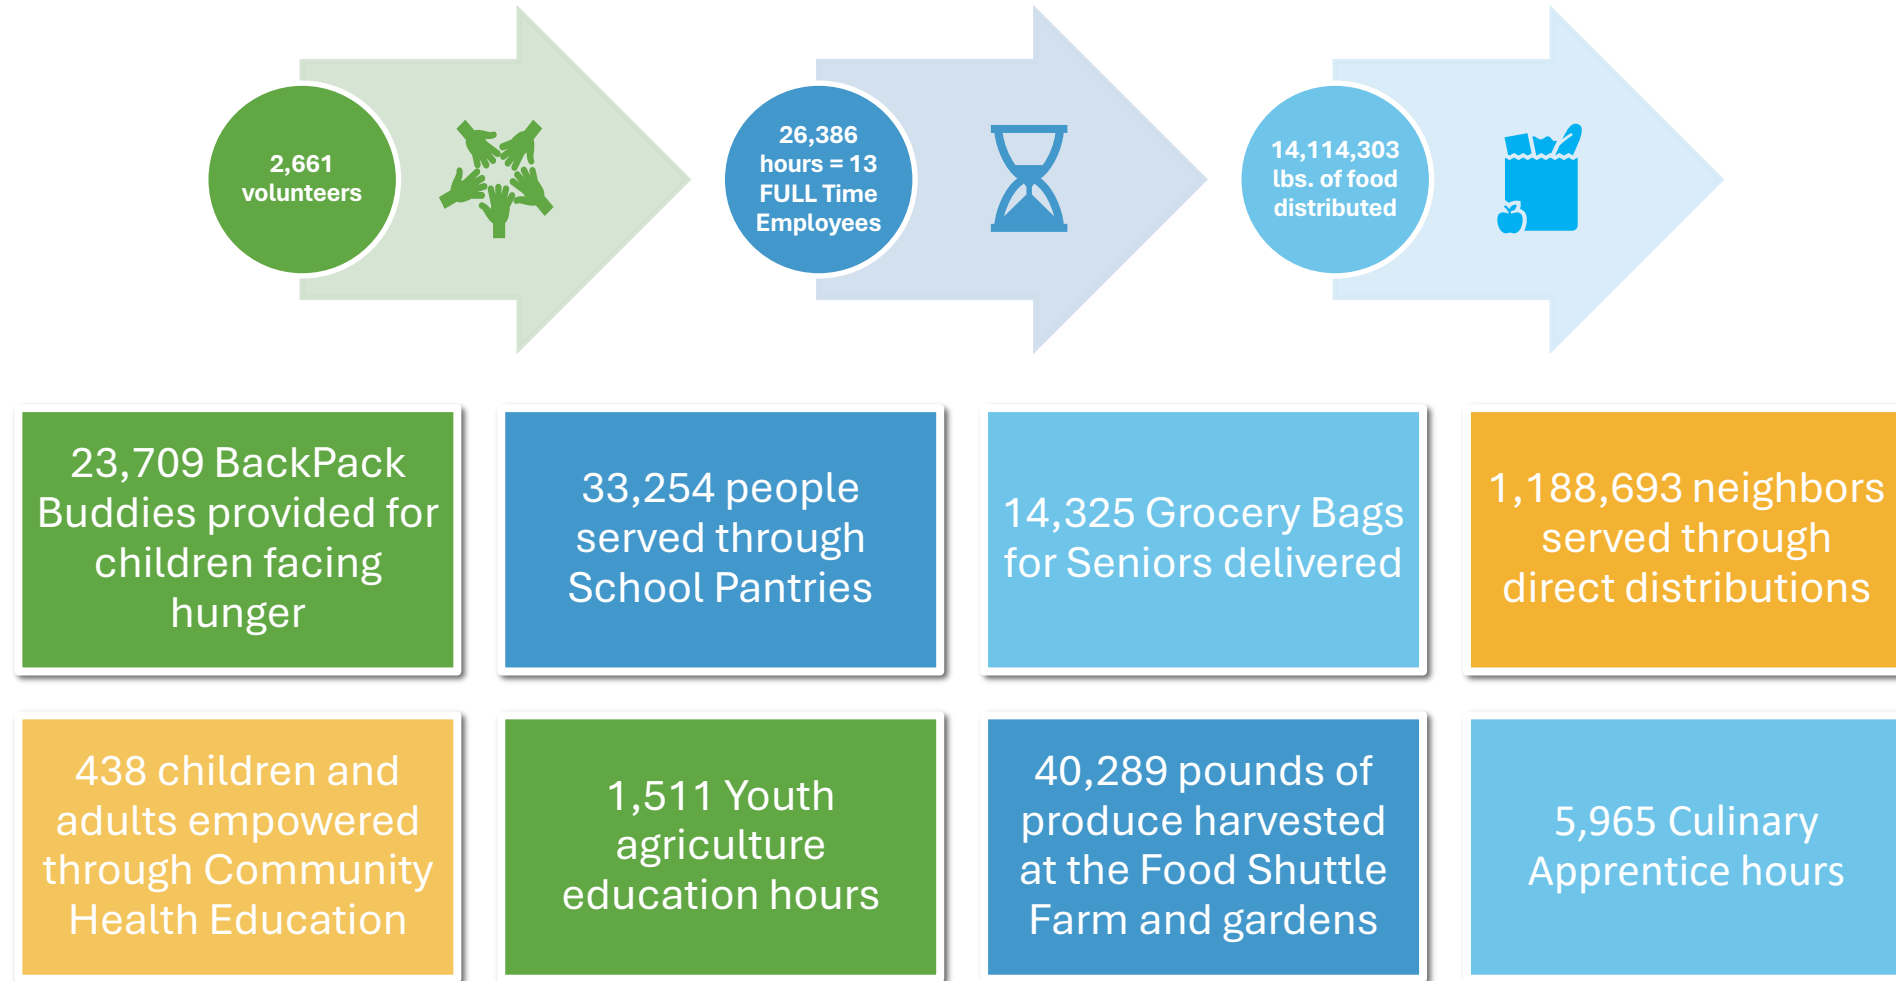 2,661
volunteers
26,386
hours = 13
FULL Time
Employees
14,114,303
lbs. of food
distributed
23,709 BackPack
Buddies provided for
children facing
hunger
33,254 people
served through
School Pantries
14,325 Grocery Bags
for Seniors delivered
1,188,693 neighbors
served through
direct distributions
438 children and
adults empowered
through Community
Health Education
1,511 Youth
agriculture
education hours
40,289 pounds of
produce harvested
at the Food Shuttle
Farm and gardens
5,965 Culinary
Apprentice hours